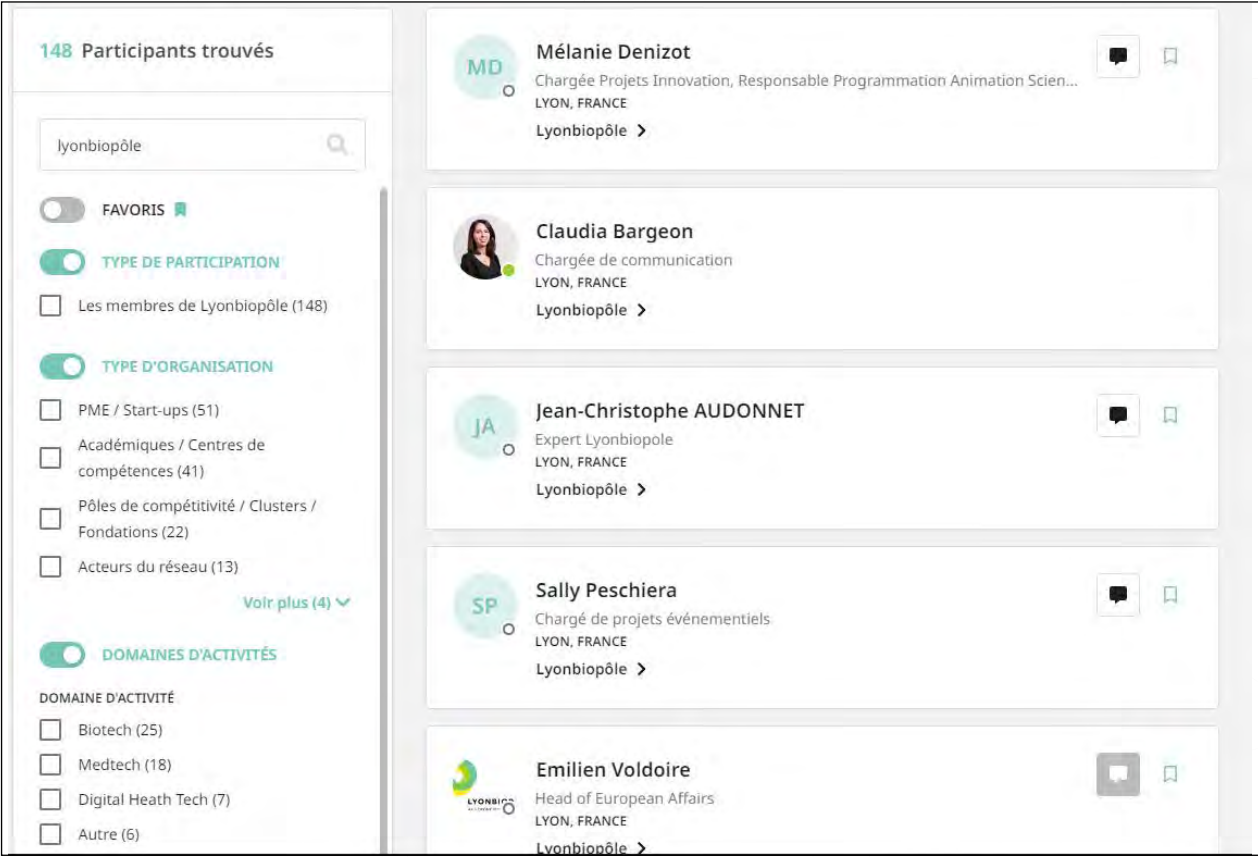 148 Participants trouvés
lyonbiopôle
FAVORIS
TYPE DE PARTICIPATION
Les membres de Lyonbiopôle (148)
TYPE D'ORGANISATION
PME / Start-ups (51)
Académiques / Centres de
compétences (41)
Pôles de compétitivité / Clusters /
Fondations (22)
Acteurs du réseau (13)
Voir plus (4)
DOMAINES D'ACTIVITÉS
DOMAINE D'ACTIVITÉ
Biotech (25)
Medtech (18)
Digital Heath Tech (7)
Autre (6)
MD
Mélanie Denizot
Chargée Projets Innovation, Responsable Programmation Animation Scien...
LYON, FRANCE
Lyonbiopôle
Claudia Bargeon
Chargée de communication
LYON, FRANCE
Lyonbiopôle
JA
Jean-Christophe AUDONNET
Expert Lyonbiopole
LYON, FRANCE
Lyonbiopôle
SP
Sally Peschiera
Chargé de projets événementiels
LYON, FRANCE
Lyonbiopôle
Emilien Voldoire
Head of European Affairs
LYON, FRANCE
Lyonbiopôle